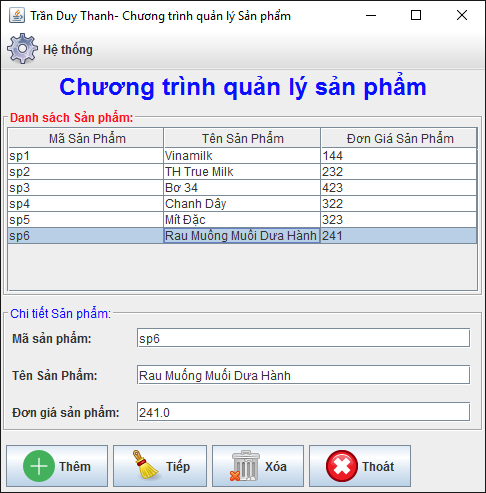 Trần Duy Thanh- Chương trình quản lý Sản phẩm
Hệ thống
Chương trình quản lý sản phẩm
Danh sách Sản phẩm:
Mã Sản Phẩm Tên Sản Phẩm Đơn Giá Sản Phẩm
sp1 Vinamilk 144
sp2 TH True Milk 232
sp3 Bơ 34 423
sp4 Chanh Dây 322
sp5 Mít Đặc 323
sp6 Rau Muống Muối Dưa Hành 241
Chi tiết Sản phẩm:
Mã sản phẩm: sp6
Tên Sản Phẩm: Rau Muống Muối Dưa Hành
Đơn giá sản phẩm: 241.0
Thêm Tiếp Xóa Thoát